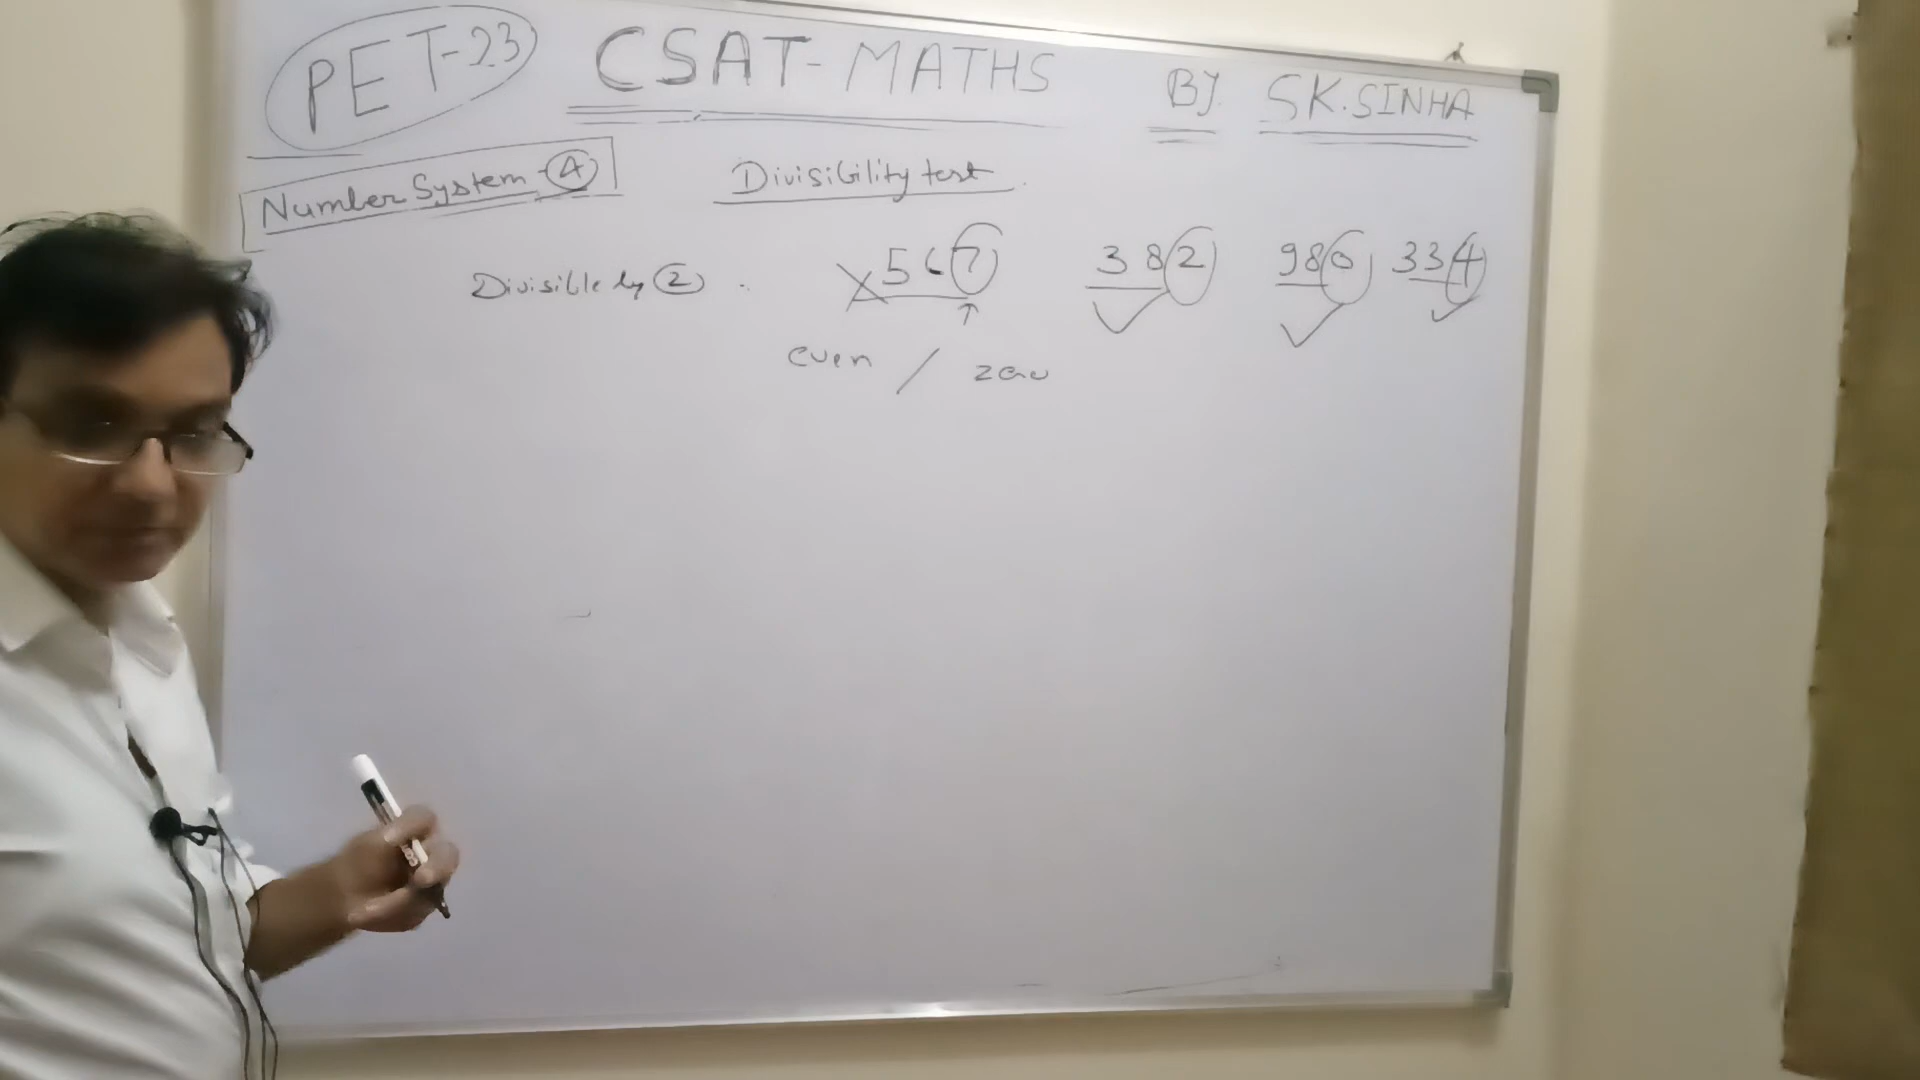 PET-23 CSAT-MATHS BY SK.SINHA
Number System-4 Divisibility test
Divisible by 2 567 382 980 334
even / zero